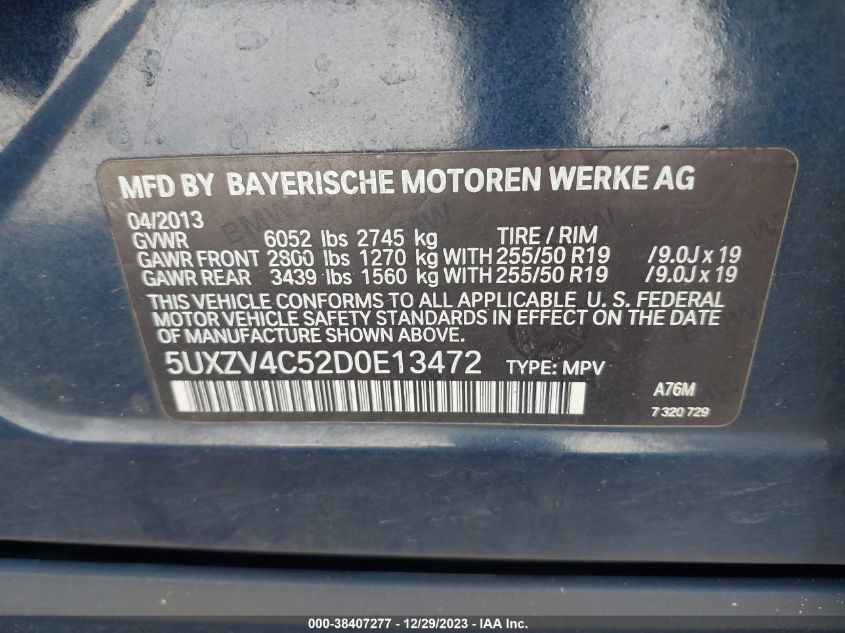 MFD BY BAYERISCHE MOTOREN WERKE AG
04/2013
GVWR 6052 lbs 2745 kg TIRE / RIM
GAWR FRONT 2800 lbs 1270 kg WITH 255/50 R19 /9.0J x 19
GAWR REAR 3439 lbs 1560 kg WITH 255/50 R19 /9.0J x 19
THIS VEHICLE CONFORMS TO ALL APPLICABLE U. S. FEDERAL
MOTOR VEHICLE SAFETY STANDARDS IN EFFECT ON THE DATE
OF MANUFACTURE SHOWN ABOVE.
5UXZV4C52D0E13472 TYPE: MPV
A76M
7 320 729
000-38407277 - 12/29/2023 - IAA Inc.